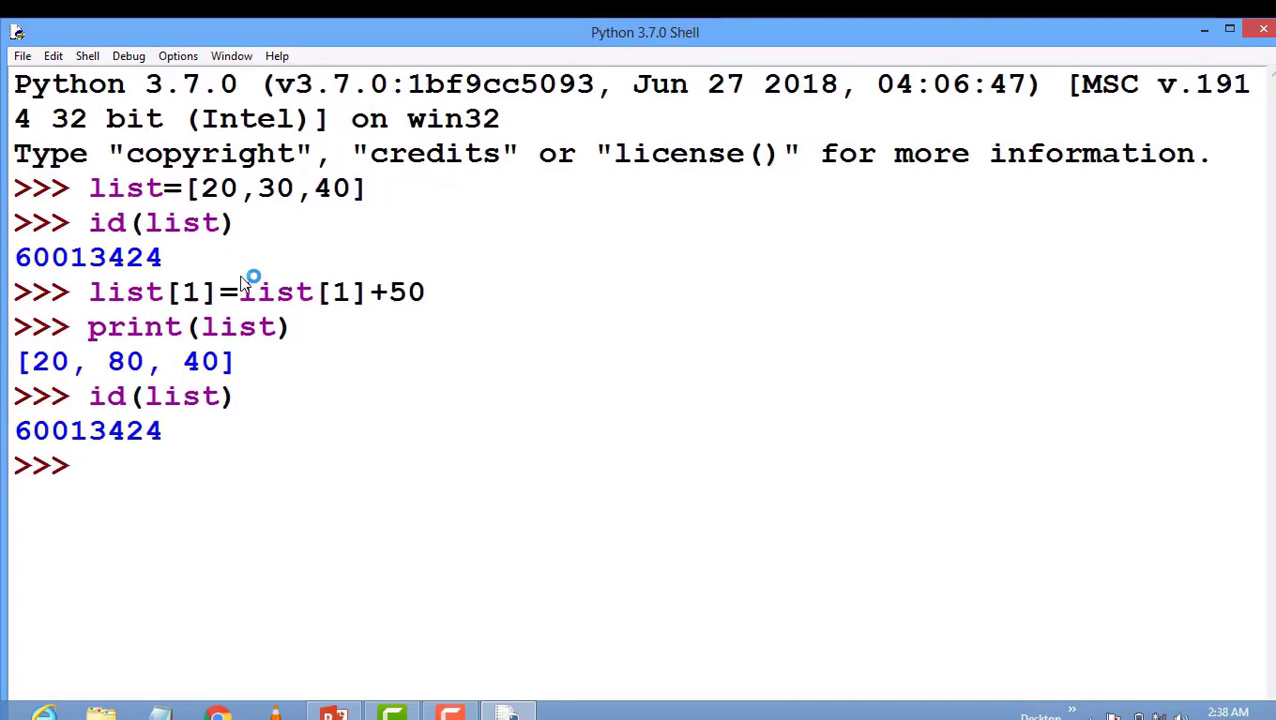 Python 3.7.0 Shell
File Edit Shell Debug Options Window Help
Python 3.7.0 (v3.7.0:1bf9cc5093, Jun 27 2018, 04:06:47) [MSC v.191
4 32 bit (Intel)] on win32
Type "copyright", "credits" or "license()" for more information.
>>> list=[20,30,40]
>>> id(list)
60013424
>>> list[1]=list[1]+50
>>> print(list)
[20, 80, 40]
>>> id(list)
60013424
>>>
Desktop » 2:38 AM